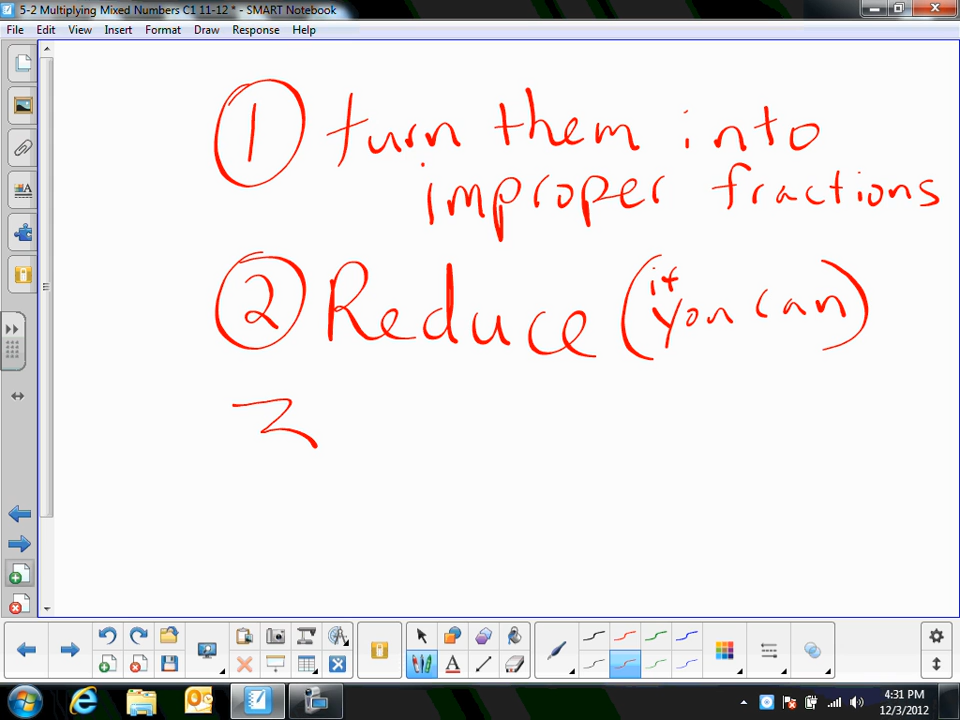 5-2 Multiplying Mixed Numbers C1 11-12 * - SMART Notebook
File Edit View Insert Format Draw Response Help
1 turn them into
improper fractions
2 Reduce (if
you can)
4:31 PM
12/3/2012